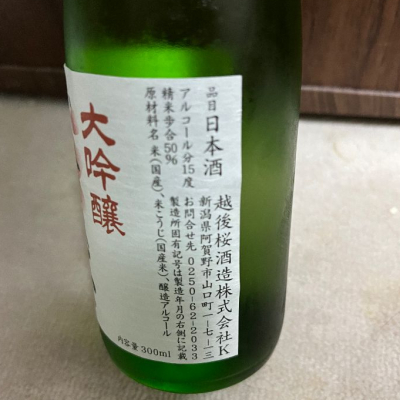 品目 日本酒
アルコール分15度
精米歩合50%
原材料名 米(国産)、米こうじ(国産米)、醸造アルコール
製造所固有記号は製造年月の右側に記載
お問合せ先 0250-62-2033
新潟県阿賀野市山口町一-七-一三
越後桜酒造株式会社K
大吟醸
内容量 300ml